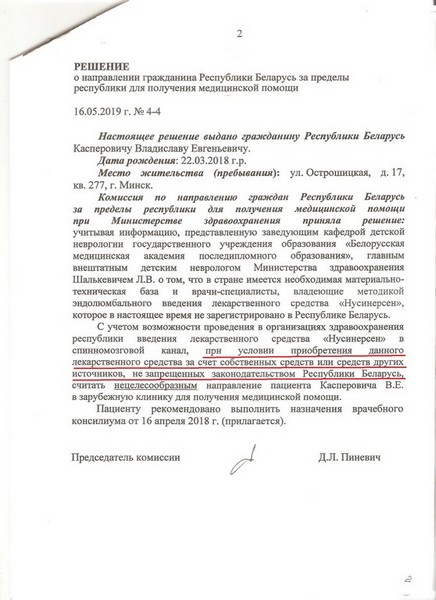 2
РЕШЕНИЕ
о направлении гражданина Республики Беларусь за пределы
республики для получения медицинской помощи
16.05.2019 г. № 4-4
Настоящее решение выдано гражданину Республики Беларусь
Касперовичу Владиславу Евгеньевичу.
Дата рождения: 22.03.2018 г.р.
Место жительства (пребывания): ул. Острошицкая, д. 17,
кв. 277, г. Минск.
Комиссия по направлению граждан Республики Беларусь
за пределы республики для получения медицинской помощи
при Министерстве здравоохранения приняла решение:
учитывая информацию, представленную заведующим кафедрой детской
неврологии государственного учреждения образования «Белорусская
медицинская академия последипломного образования», главным
внештатным детским неврологом Министерства здравоохранения
Шалькевичем Л.В. о том, что в стране имеется необходимая материально-
техническая база и врачи-специалисты, владеющие методикой
эндолюмбального введения лекарственного средства «Нусинерсен»,
которое в настоящее время не зарегистрировано в Республике Беларусь.
С учетом возможности проведения в организациях здравоохранения
республики введения лекарственного средства «Нусинерсен» в
спинномозговой канал, при условии приобретения данного
лекарственного средства за счет собственных средств или средств других
источников, не запрещенных законодательством Республики Беларусь,
считать нецелесообразным направление пациента Касперовича В.Е.
в зарубежную клинику для получения медицинской помощи.
Пациенту рекомендовано выполнить назначения врачебного
консилиума от 16 апреля 2018 г. (прилагается).
Председатель комиссии Д.Л. Пиневич
2